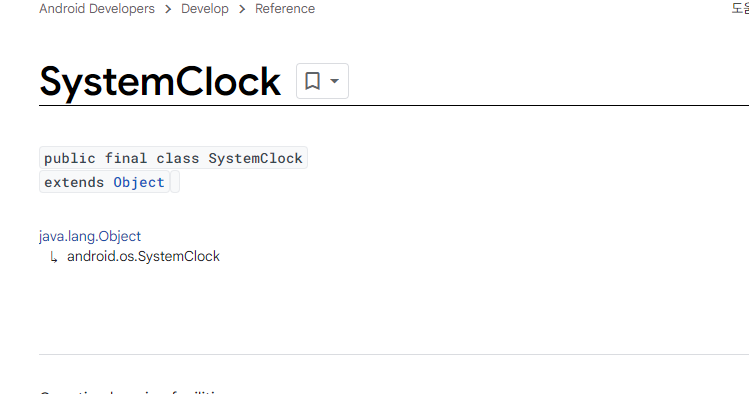 Android Developers > Develop > Reference
SystemClock
public final class SystemClock
extends Object
java.lang.Object
↳ android.os.SystemClock